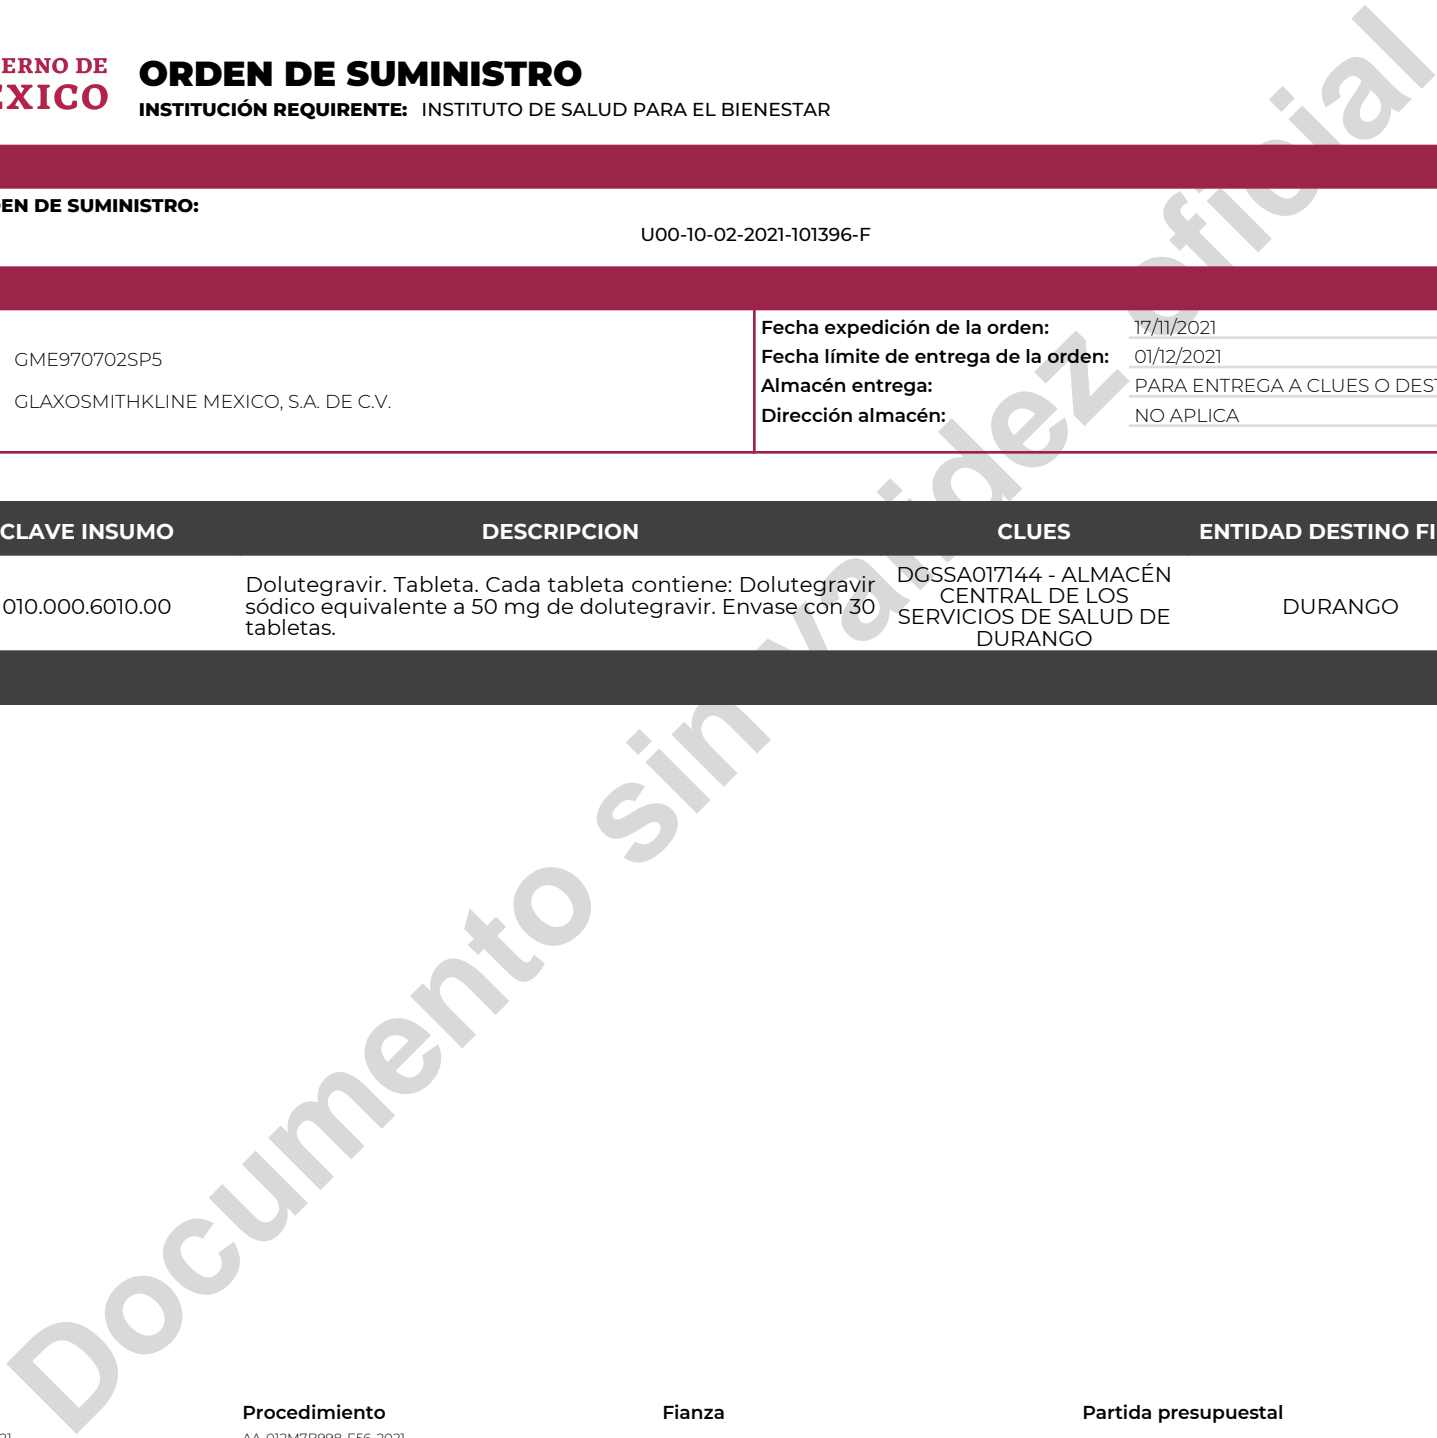 ERNO DE
EXICO
ORDEN DE SUMINISTRO
INSTITUCIÓN REQUIRENTE: INSTITUTO DE SALUD PARA EL BIENESTAR
EN DE SUMINISTRO:
U00-10-02-2021-101396-F
GME970702SP5
GLAXOSMITHKLINE MEXICO, S.A. DE C.V.
Fecha expedición de la orden: 17/11/2021
Fecha límite de entrega de la orden: 01/12/2021
Almacén entrega: PARA ENTREGA A CLUES O DEST
Dirección almacén: NO APLICA
CLAVE INSUMO DESCRIPCION CLUES ENTIDAD DESTINO FI
010.000.6010.00
Dolutegravir. Tableta. Cada tableta contiene: Dolutegravir
sódico equivalente a 50 mg de dolutegravir. Envase con 30
tabletas.
DGSSA017144 - ALMACÉN
CENTRAL DE LOS
SERVICIOS DE SALUD DE
DURANGO
DURANGO
Documento sin validez oficial
Procedimiento Fianza Partida presupuestal